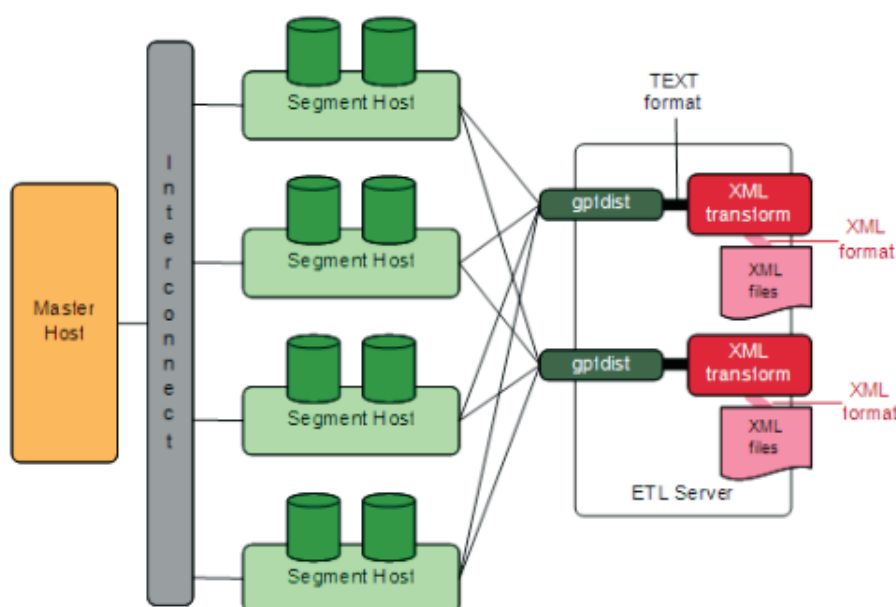 Master
Host
Interconnect
Segment Host
Segment Host
Segment Host
Segment Host
TEXT
format
gpfdist
XML
transform
XML
format
XML
files
gpfdist
XML
transform
XML
format
XML
files
ETL Server